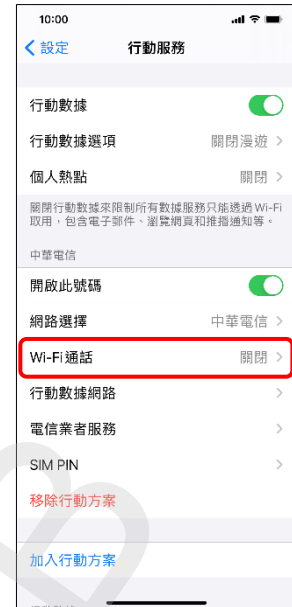 10:00
設定
行動服務
行動數據
行動數據選項 關閉漫遊
個人熱點 關閉
關閉行動數據來限制所有數據服務只能透過 Wi-Fi
取用，包含電子郵件、瀏覽網頁和推播通知等。
中華電信
開啟此號碼
網路選擇 中華電信
Wi-Fi 通話 關閉
行動數據網路
電信業者服務
SIM PIN
移除行動方案
加入行動方案